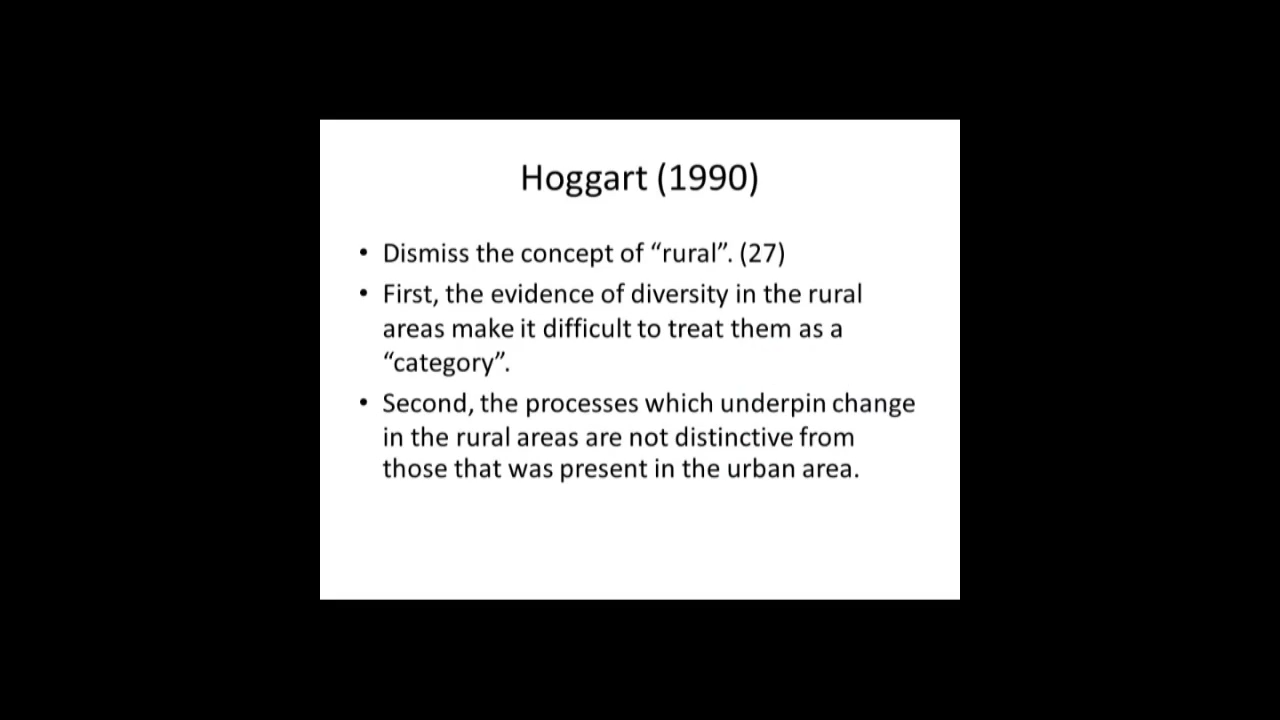 Hoggart (1990)
• Dismiss the concept of “rural”. (27)
• First, the evidence of diversity in the rural
areas make it difficult to treat them as a
“category”.
• Second, the processes which underpin change
in the rural areas are not distinctive from
those that was present in the urban area.